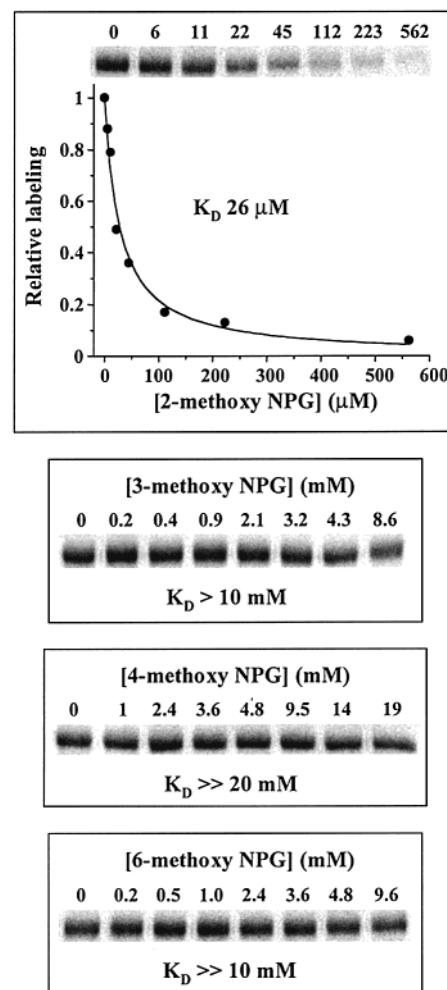 0 6 11 22 45 112 223 562
1
0.8
0.6
0.4
0.2
0
Relative labeling
K_D 26 μM
0 100 200 300 400 500 600
[2-methoxy NPG] (μM)
[3-methoxy NPG] (mM)
0 0.2 0.4 0.9 2.1 3.2 4.3 8.6
K_D > 10 mM
[4-methoxy NPG] (mM)
0 1 2.4 3.6 4.8 9.5 14 19
K_D >> 20 mM
[6-methoxy NPG] (mM)
0 0.2 0.5 1.0 2.4 3.6 4.8 9.6
K_D >> 10 mM